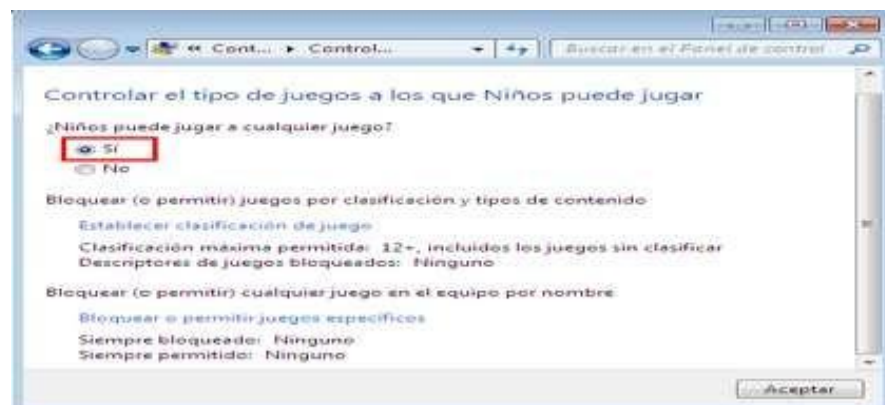 « Cont... ▸ Control...
Buscar en el Panel de control
Controlar el tipo de juegos a los que Niños puede jugar
¿Niños puede jugar a cualquier juego?
Sí
No
Bloquear (o permitir) juegos por clasificación y tipos de contenido
Establecer clasificación de juego
Clasificación máxima permitida: 12+, incluidos los juegos sin clasificar
Descriptores de juegos bloqueados: Ninguno
Bloquear (o permitir) cualquier juego en el equipo por nombre
Bloquear o permitir juegos específicos
Siempre bloqueado: Ninguno
Siempre permitido: Ninguno
Aceptar